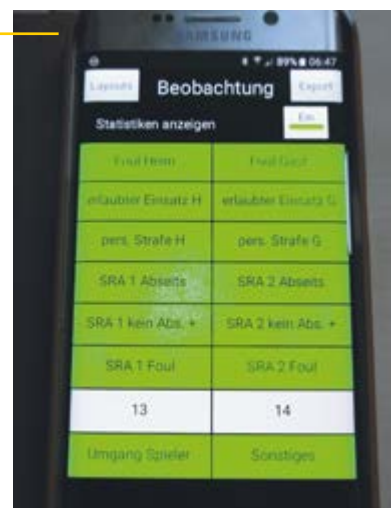 SAMSUNG
89% 06:47
Layouts Beobachtung Export
Statistiken anzeigen Ein
Foul Heim Foul Gast
erlaubter Einsatz H erlaubter Einsatz G
pers. Strafe H pers. Strafe G
SRA 1 Abseits SRA 2 Abseits
SRA 1 kein Abs. + SRA 2 kein Abs. +
SRA 1 Foul SRA 2 Foul
13 14
Umgang Spieler Sonstiges